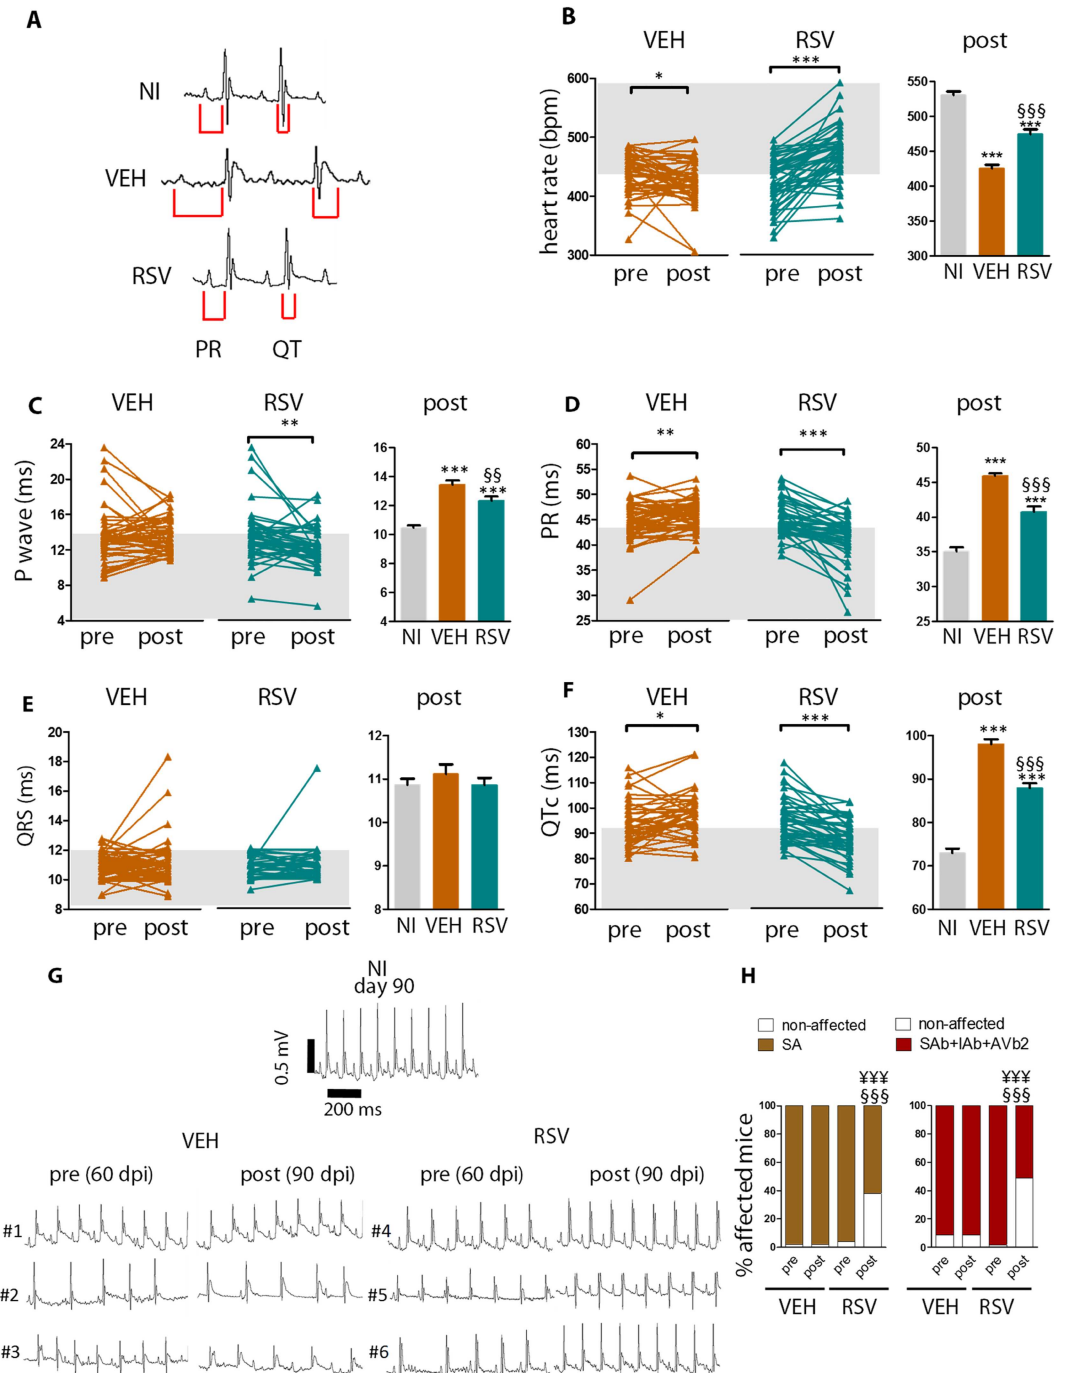 A
NI
VEH
RSV
PR QT
B
VEH RSV post
heart rate (bpm)
600
500
400
300
* ***
pre post pre post
550
500
450
400
350
300
*** §§§ ***
NI VEH RSV
C
VEH RSV post
P wave (ms)
24
20
16
12
8
4
**
pre post pre post
16
14
12
10
8
6
4
*** §§ ***
NI VEH RSV
D
VEH RSV post
PR (ms)
60
55
50
45
40
35
30
25
** ***
pre post pre post
50
45
40
35
30
25
*** §§§ ***
NI VEH RSV
E
VEH RSV post
QRS (ms)
20
18
16
14
12
10
8
pre post pre post
12
11
10
9
8
NI VEH RSV
F
VEH RSV post
QTc (ms)
130
120
110
100
90
80
70
60
* ***
pre post pre post
100
90
80
70
60
*** §§§ ***
NI VEH RSV
G
NI
day 90
0.5 mV
200 ms
VEH RSV
pre (60 dpi) post (90 dpi) pre (60 dpi) post (90 dpi)
#1 #4
#2 #5
#3 #6
H
non-affected non-affected
SA SAb+IAb+AVb2
¥¥¥ ¥¥¥
§§§ §§§
% affected mice
100
80
60
40
20
0
pre post pre post
VEH RSV
100
80
60
40
20
0
pre post pre post
VEH RSV